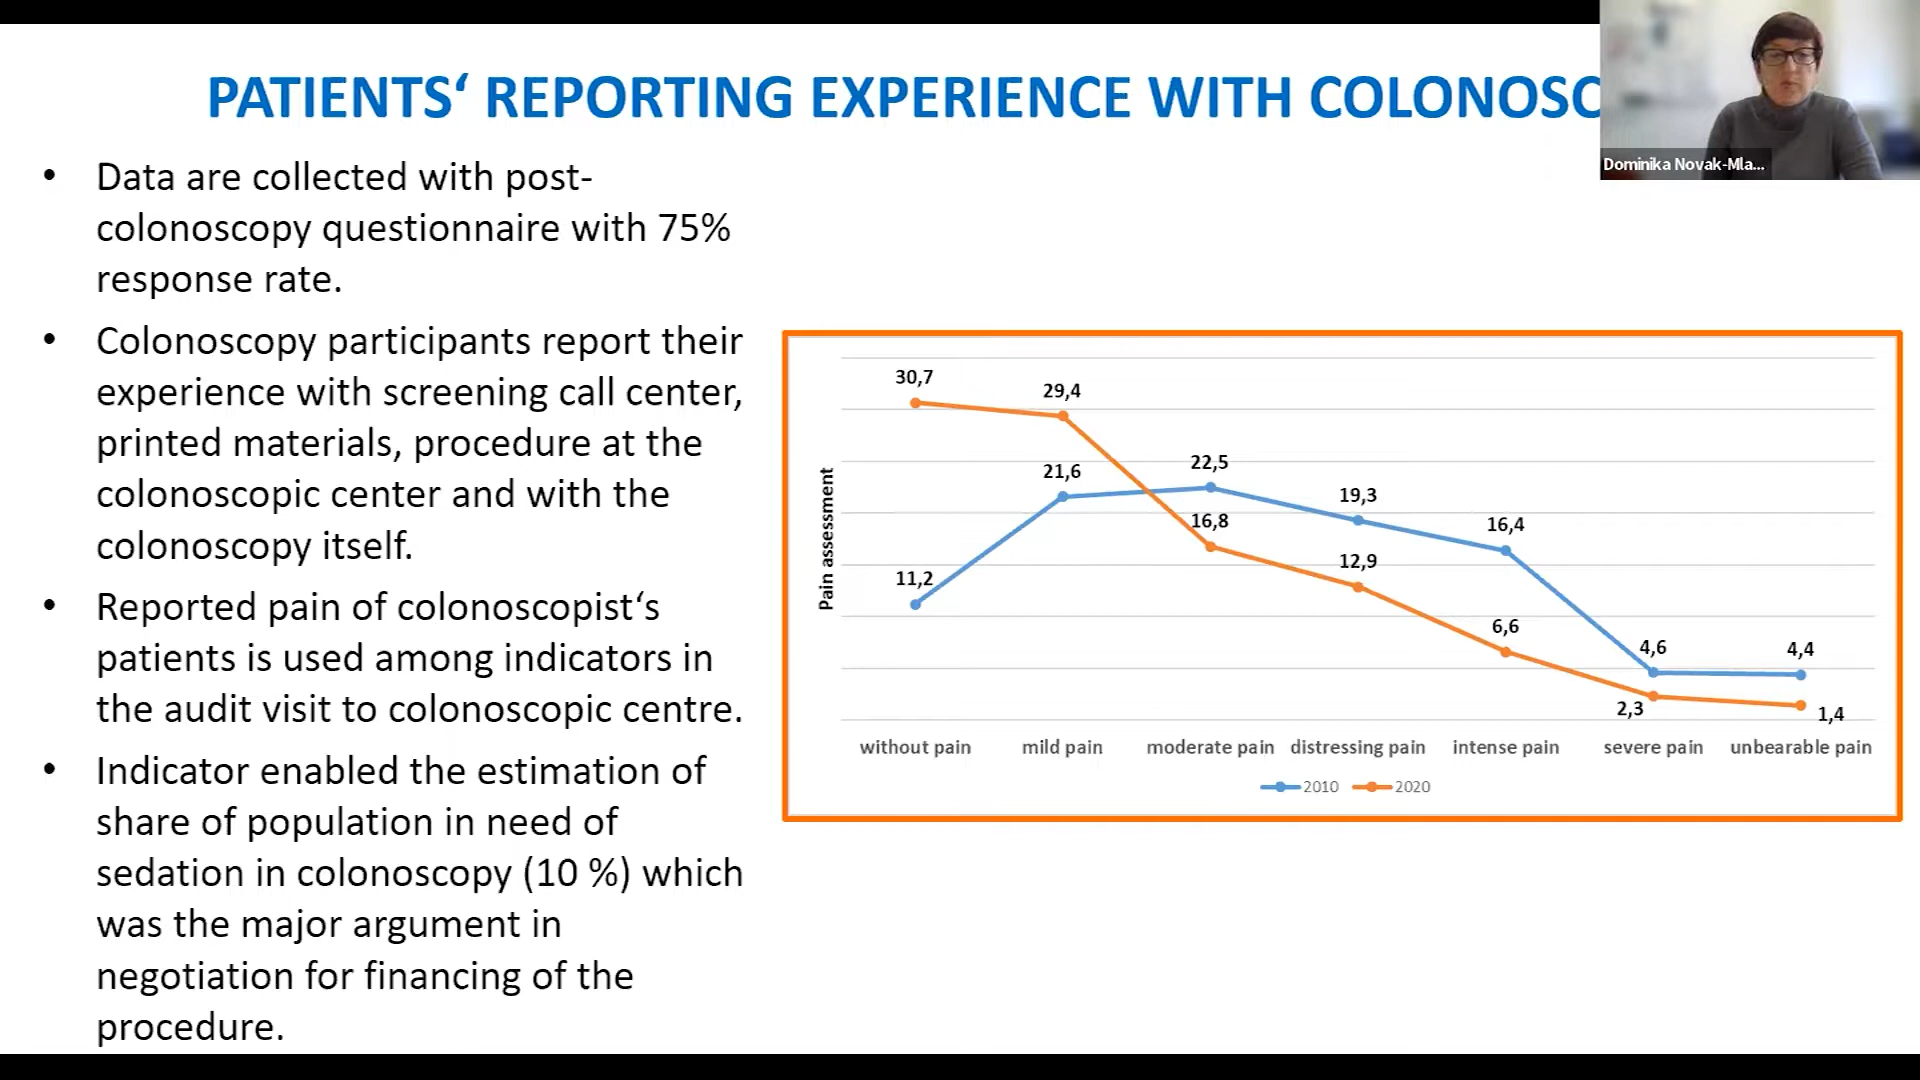 PATIENTS‘ REPORTING EXPERIENCE WITH COLONOSC
Dominika Novak-Mla...
• Data are collected with post-
colonoscopy questionnaire with 75%
response rate.
• Colonoscopy participants report their
experience with screening call center,
printed materials, procedure at the
colonoscopic center and with the
colonoscopy itself.
• Reported pain of colonoscopist‘s
patients is used among indicators in
the audit visit to colonoscopic centre.
• Indicator enabled the estimation of
share of population in need of
sedation in colonoscopy (10 %) which
was the major argument in
negotiation for financing of the
procedure.
Pain assessment
30,7
29,4
21,6
22,5
19,3
16,4
16,8
12,9
11,2
6,6
4,6
4,4
2,3
1,4
without pain mild pain moderate pain distressing pain intense pain severe pain unbearable pain
2010 2020